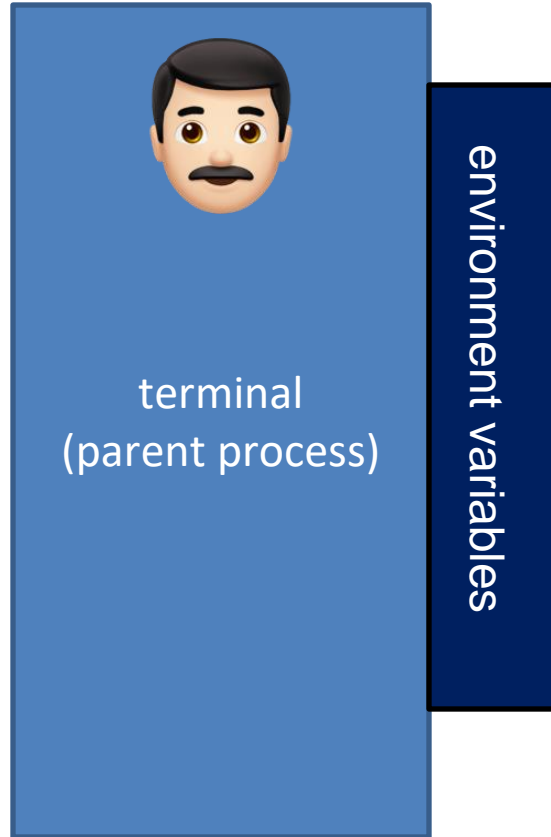 terminal
(parent process)
environment variables